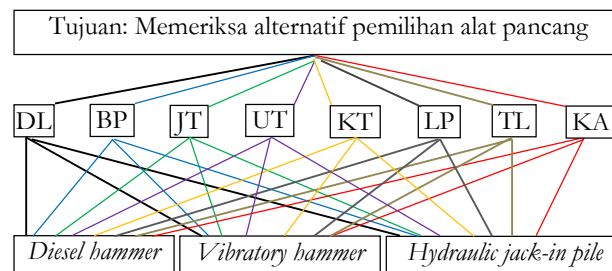 Tujuan: Memeriksa alternatif pemilihan alat pancang
DL BP JT UT KT LP TL KA
Diesel hammer Vibratory hammer Hydraulic jack-in pile